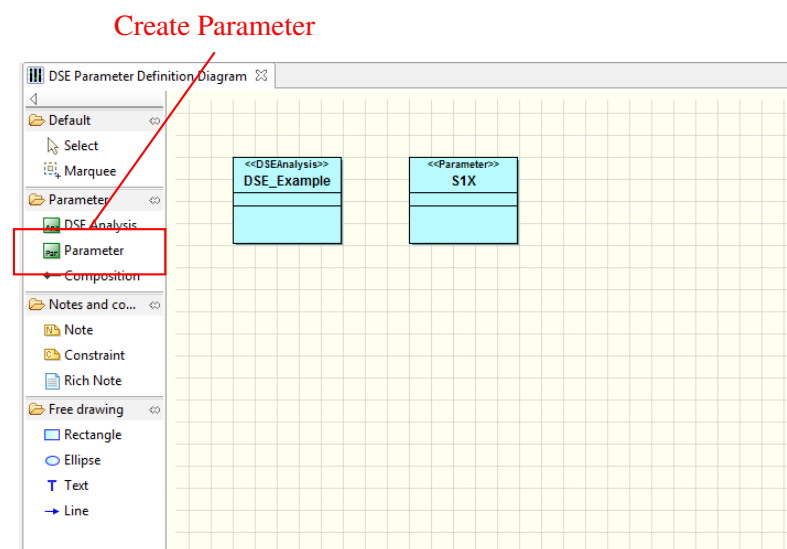 Create Parameter
DSE Parameter Definition Diagram
Default
Select
Marquee
Parameter
DSE Analysis
Parameter
Composition
Notes and co...
Note
Constraint
Rich Note
Free drawing
Rectangle
Ellipse
T Text
Line
<<DSEAnalysis>>
DSE_Example
<<Parameter>>
S1X